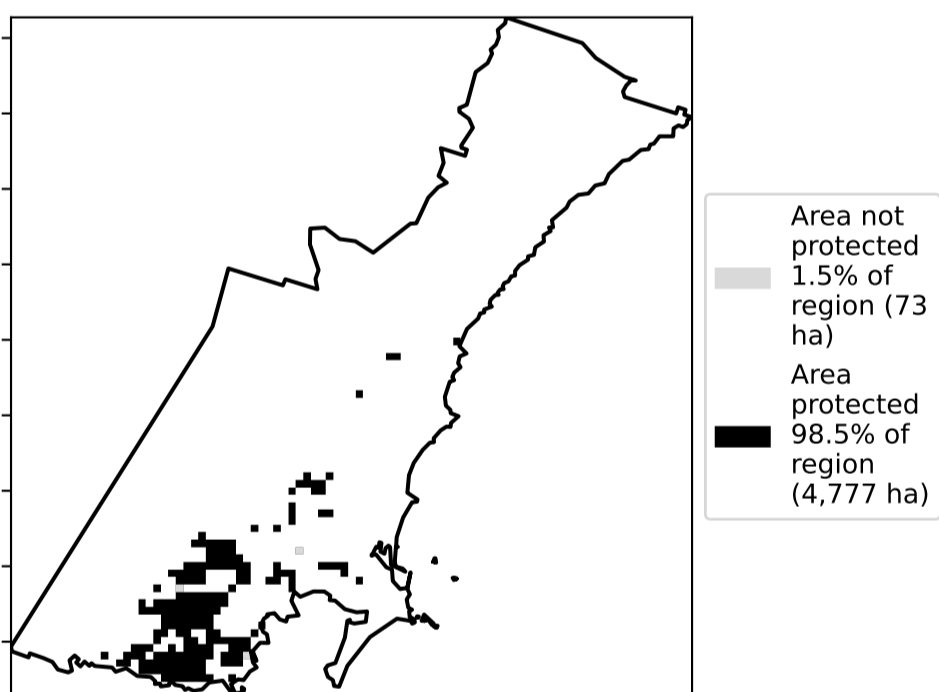 Area not
protected
1.5% of
region (73
ha)
Area
protected
98.5% of
region
(4,777 ha)